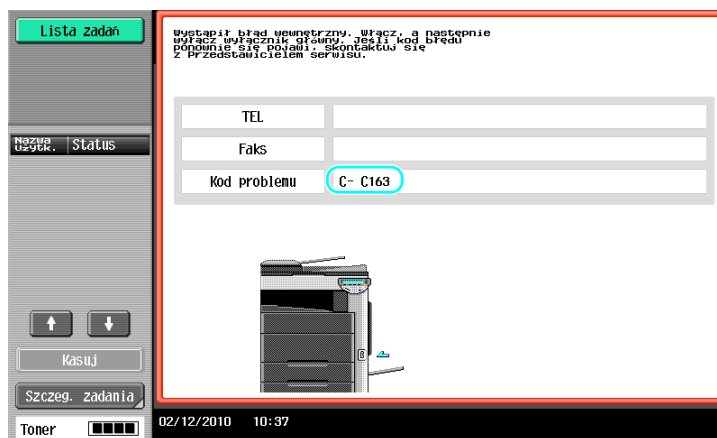 Lista zadań
Wystąpił błąd wewnętrzny. Włącz, a następnie
wyłącz wyłącznik główny. Jeśli kod błędu
ponownie się pojawi, skontaktuj się
z Przedstawicielem serwisu.
TEL
Nazwa użytk. Status
Faks
Kod problemu C- C163
Kasuj
Szczeg. zadania
Toner
02/12/2010 10:37